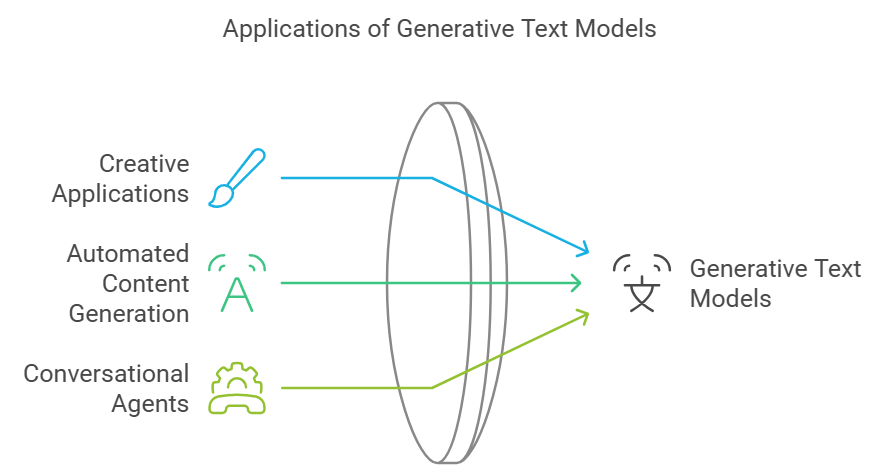 Applications of Generative Text Models
Creative
Applications
Automated
Content
Generation
Conversational
Agents
Generative Text
Models